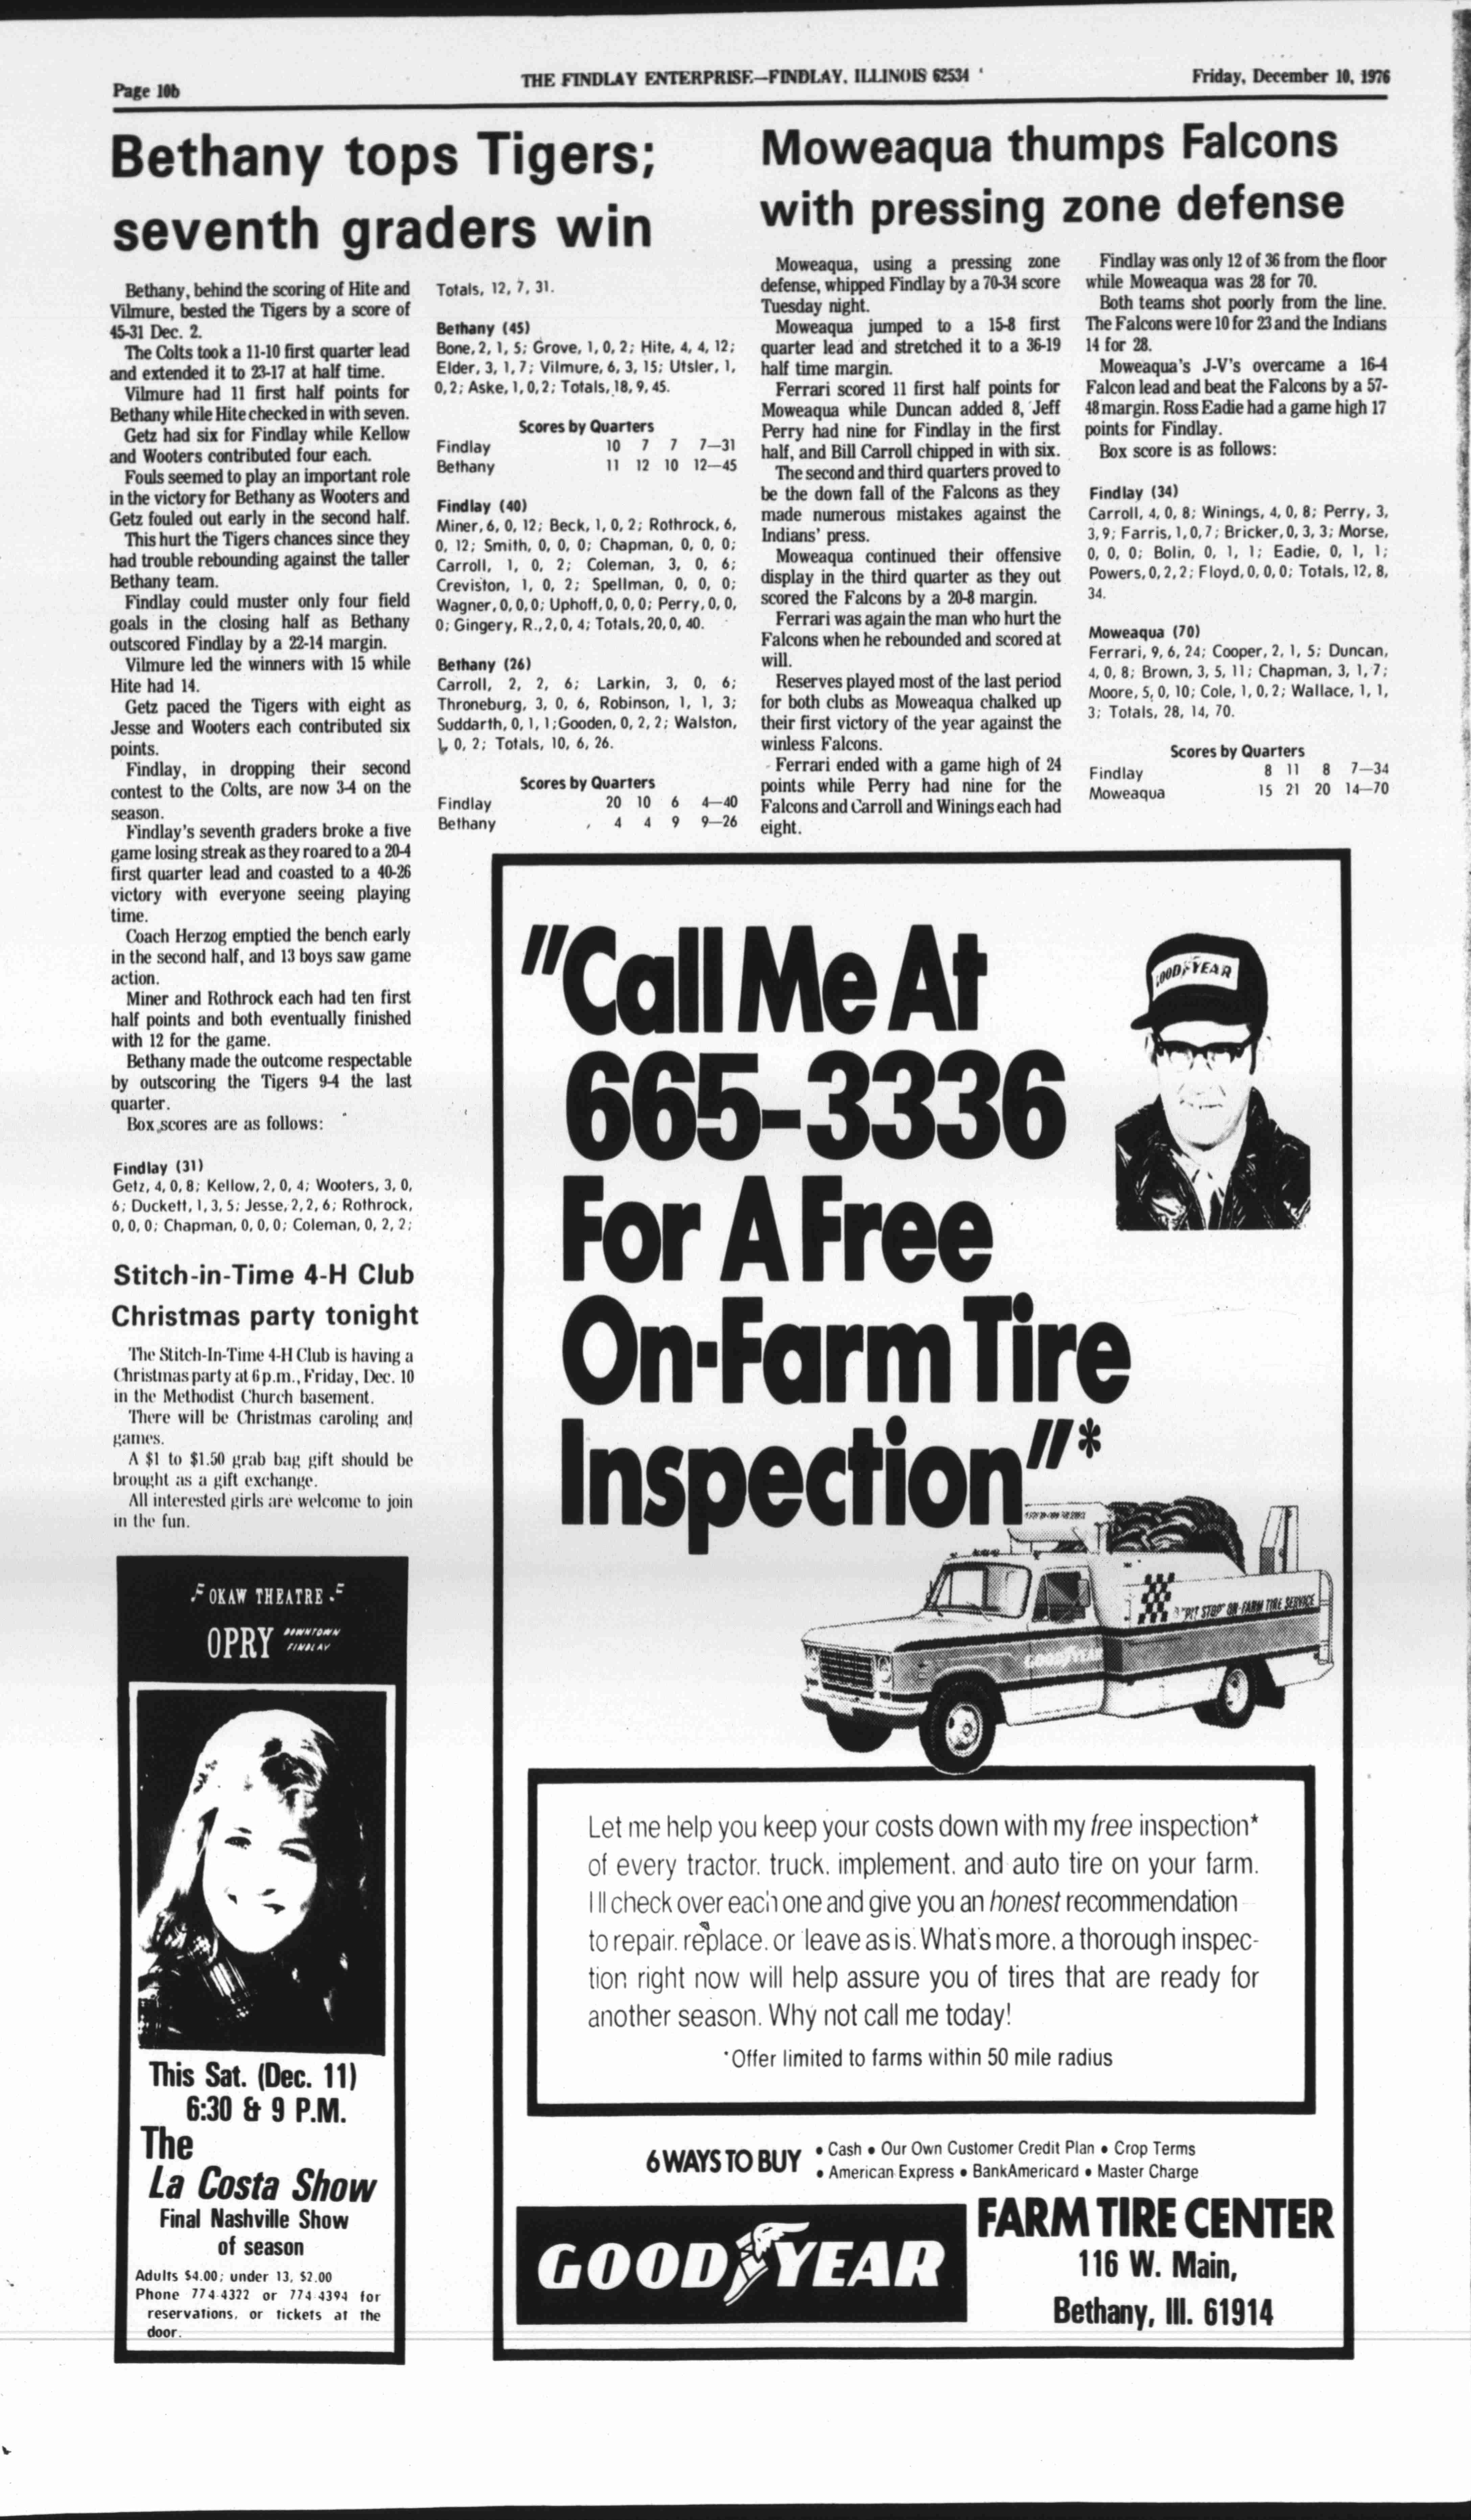 Page 10b
THE FINDLAY ENTERPRISE—FINDLAY, ILLINOIS 62534
Friday, December 10, 1976
Bethany tops Tigers;
seventh graders win
Bethany, behind the scoring of Hite and
Vilmure, bested the Tigers by a score of
45-31 Dec. 2.
The Colts took a 11-10 first quarter lead
and extended it to 23-17 at half time.
Vilmure had 11 first half points for
Bethany while Hite checked in with seven.
Getz had six for Findlay while Kellow
and Wooters contributed four each.
Fouls seemed to play an important role
in the victory for Bethany as Wooters and
Getz fouled out early in the second half.
This hurt the Tigers chances since they
had trouble rebounding against the taller
Bethany team.
Findlay could muster only four field
goals in the closing half as Bethany
outscored Findlay by a 22-14 margin.
Vilmure led the winners with 15 while
Hite had 14.
Getz paced the Tigers with eight as
Jesse and Wooters each contributed six
points.
Findlay, in dropping their second
contest to the Colts, are now 3-4 on the
season.
Findlay's seventh graders broke a five
game losing streak as they roared to a 20-4
first quarter lead and coasted to a 40-26
victory with everyone seeing playing
time.
Coach Herzog emptied the bench early
in the second half, and 13 boys saw game
action.
Miner and Rothrock each had ten first
half points and both eventually finished
with 12 for the game.
Bethany made the outcome respectable
by outscoring the Tigers 9-4 the last
quarter.
Box scores are as follows:
Findlay (31)
Getz, 4, 0, 8; Kellow, 2, 0, 4; Wooters, 3, 0,
6; Duckett, 1, 3, 5; Jesse, 2, 2, 6; Rothrock,
0, 0, 0; Chapman, 0, 0, 0; Coleman, 0, 2, 2;
Totals, 12, 7, 31.
Bethany (45)
Bone, 2, 1, 5; Grove, 1, 0, 2; Hite, 4, 4, 12;
Elder, 3, 1, 7; Vilmure, 6, 3, 15; Utsler, 1,
0, 2; Aske, 1, 0, 2; Totals, 18, 9, 45.
Scores by Quarters
Findlay 10 7 7 7—31
Bethany 11 12 10 12—45
Findlay (40)
Miner, 6, 0, 12; Beck, 1, 0, 2; Rothrock, 6,
0, 12; Smith, 0, 0, 0; Chapman, 0, 0, 0;
Carroll, 1, 0, 2; Coleman, 3, 0, 6;
Creviston, 1, 0, 2; Spellman, 0, 0, 0;
Wagner, 0, 0, 0; Uphoff, 0, 0, 0; Perry, 0, 0,
0; Gingery, R., 2, 0, 4; Totals, 20, 0, 40.
Bethany (26)
Carroll, 2, 2, 6; Larkin, 3, 0, 6;
Throneburg, 3, 0, 6, Robinson, 1, 1, 3;
Suddarth, 0, 1, 1; Gooden, 0, 2, 2; Walston,
1, 0, 2; Totals, 10, 6, 26.
Scores by Quarters
Findlay 20 10 6 4—40
Bethany 4 4 9 9—26
Moweaqua thumps Falcons
with pressing zone defense
Moweaqua, using a pressing zone
defense, whipped Findlay by a 70-34 score
Tuesday night.
Moweaqua jumped to a 15-8 first
quarter lead and stretched it to a 36-19
half time margin.
Ferrari scored 11 first half points for
Moweaqua while Duncan added 8, Jeff
Perry had nine for Findlay in the first
half, and Bill Carroll chipped in with six.
The second and third quarters proved to
be the down fall of the Falcons as they
made numerous mistakes against the
Indians' press.
Moweaqua continued their offensive
display in the third quarter as they out
scored the Falcons by a 20-8 margin.
Ferrari was again the man who hurt the
Falcons when he rebounded and scored at
will.
Reserves played most of the last period
for both clubs as Moweaqua chalked up
their first victory of the year against the
winless Falcons.
Ferrari ended with a game high of 24
points while Perry had nine for the
Falcons and Carroll and Winings each had
eight.
Findlay was only 12 of 36 from the floor
while Moweaqua was 28 for 70.
Both teams shot poorly from the line.
The Falcons were 10 for 23 and the Indians
14 for 28.
Moweaqua's J-V's overcame a 16-4
Falcon lead and beat the Falcons by a 57-
48 margin. Ross Eadie had a game high 17
points for Findlay.
Box score is as follows:
Findlay (34)
Carroll, 4, 0, 8; Winings, 4, 0, 8; Perry, 3,
3, 9; Farris, 1, 0, 7; Bricker, 0, 3, 3; Morse,
0, 0, 0; Bolin, 0, 1, 1; Eadie, 0, 1, 1;
Powers, 0, 2, 2; Floyd, 0, 0, 0; Totals, 12, 8,
34.
Moweaqua (70)
Ferrari, 9, 6, 24; Cooper, 2, 1, 5; Duncan,
4, 0, 8; Brown, 3, 5, 11; Chapman, 3, 1, 7;
Moore, 5, 0, 10; Cole, 1, 0, 2; Wallace, 1, 1,
3; Totals, 28, 14, 70.
Scores by Quarters
Findlay 8 11 8 7—34
Moweaqua 15 21 20 14—70
Stitch-in-Time 4-H Club
Christmas party tonight
The Stitch-In-Time 4-H Club is having a
Christmas party at 6 p.m., Friday, Dec. 10
in the Methodist Church basement.
There will be Christmas caroling and
games.
A $1 to $1.50 grab bag gift should be
brought as a gift exchange.
All interested girls are welcome to join
in the fun.
OKAW THEATRE
OPRY DOWNTOWN
FINDLAY
This Sat. (Dec. 11)
6:30 & 9 P.M.
The
La Costa Show
Final Nashville Show
of season
Adults $4.00; under 13, $2.00
Phone 774-4322 or 774-4394 for
reservations, or tickets at the
door.
"Call Me At
665-3336
For A Free
On-Farm Tire
Inspection"*
GOODYEAR
"PIT STOP" ON-FARM TIRE SERVICE
GOODYEAR
Let me help you keep your costs down with my free inspection*
of every tractor, truck, implement, and auto tire on your farm.
I'll check over each one and give you an honest recommendation
to repair, replace, or leave as is. What's more, a thorough inspec-
tion right now will help assure you of tires that are ready for
another season. Why not call me today!
*Offer limited to farms within 50 mile radius
6 WAYS TO BUY • Cash • Our Own Customer Credit Plan • Crop Terms
• American Express • BankAmericard • Master Charge
GOODYEAR
FARM TIRE CENTER
116 W. Main,
Bethany, Ill. 61914